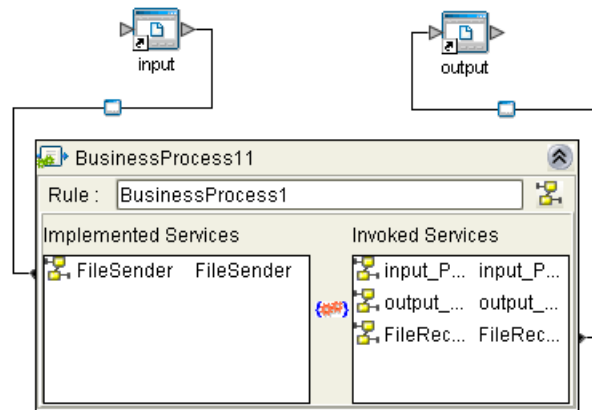 input
output
BusinessProcess11
Rule : BusinessProcess1
Implemented Services
Invoked Services
FileSender FileSender
input_P... input_P...
output_... output_...
FileRec... FileRec...